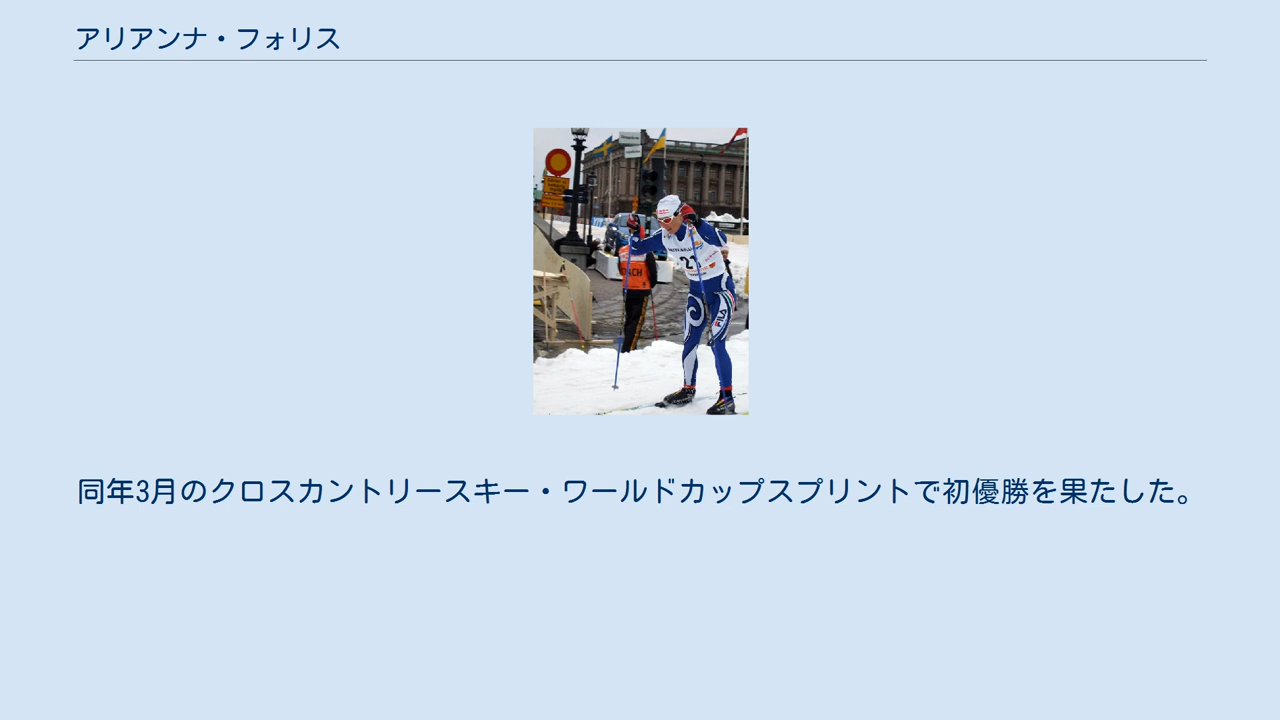 アリアンナ・フォリス
21
FILA
同年3月のクロスカントリースキー・ワールドカップスプリントで初優勝を果たした。